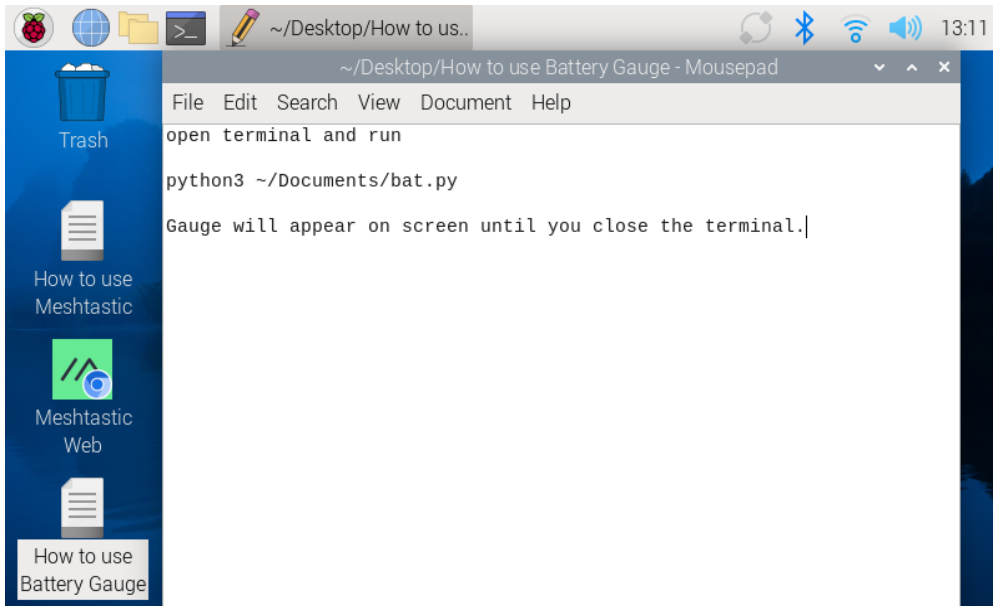 ~/Desktop/How to us..
13:11
~/Desktop/How to use Battery Gauge - Mousepad
File Edit Search View Document Help
open terminal and run
python3 ~/Documents/bat.py
Gauge will appear on screen until you close the terminal.
Trash
How to use
Meshtastic
Meshtastic
Web
How to use
Battery Gauge